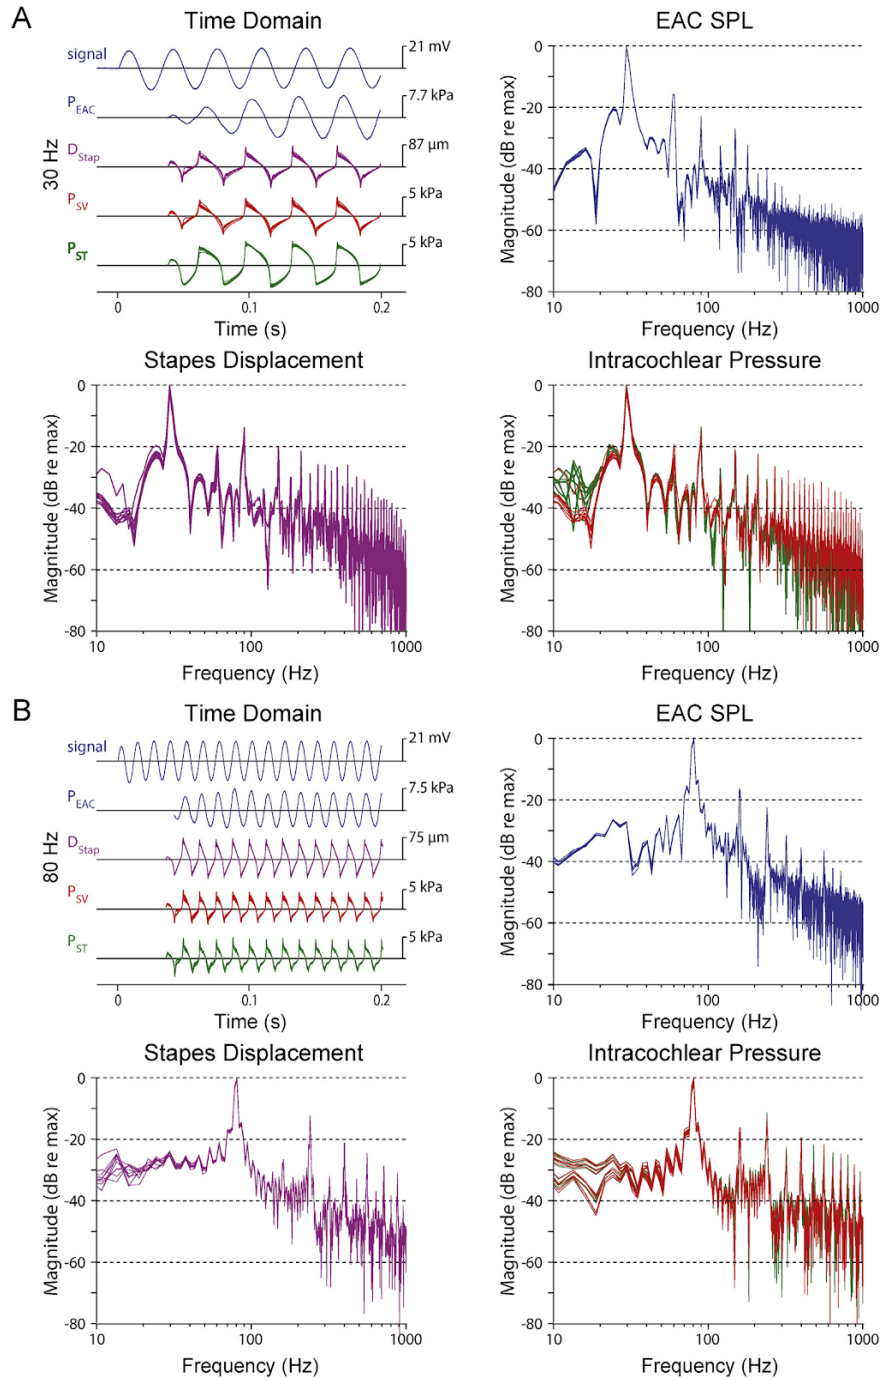 A
Time Domain
signal
21 mV
P_EAC
7.7 kPa
D_Stap
87 µm
P_SV
5 kPa
P_ST
5 kPa
30 Hz
0 0.1 0.2
Time (s)
EAC SPL
Magnitude (dB re max)
0
-20
-40
-60
-80
10 100 1000
Frequency (Hz)
Stapes Displacement
Magnitude (dB re max)
0
-20
-40
-60
-80
10 100 1000
Frequency (Hz)
Intracochlear Pressure
Magnitude (dB re max)
0
-20
-40
-60
-80
10 100 1000
Frequency (Hz)
B
Time Domain
signal
21 mV
P_EAC
7.5 kPa
D_Stap
75 µm
P_SV
5 kPa
P_ST
5 kPa
80 Hz
0 0.1 0.2
Time (s)
EAC SPL
Magnitude (dB re max)
0
-20
-40
-60
-80
10 100 1000
Frequency (Hz)
Stapes Displacement
Magnitude (dB re max)
0
-20
-40
-60
-80
10 100 1000
Frequency (Hz)
Intracochlear Pressure
Magnitude (dB re max)
0
-20
-40
-60
-80
10 100 1000
Frequency (Hz)